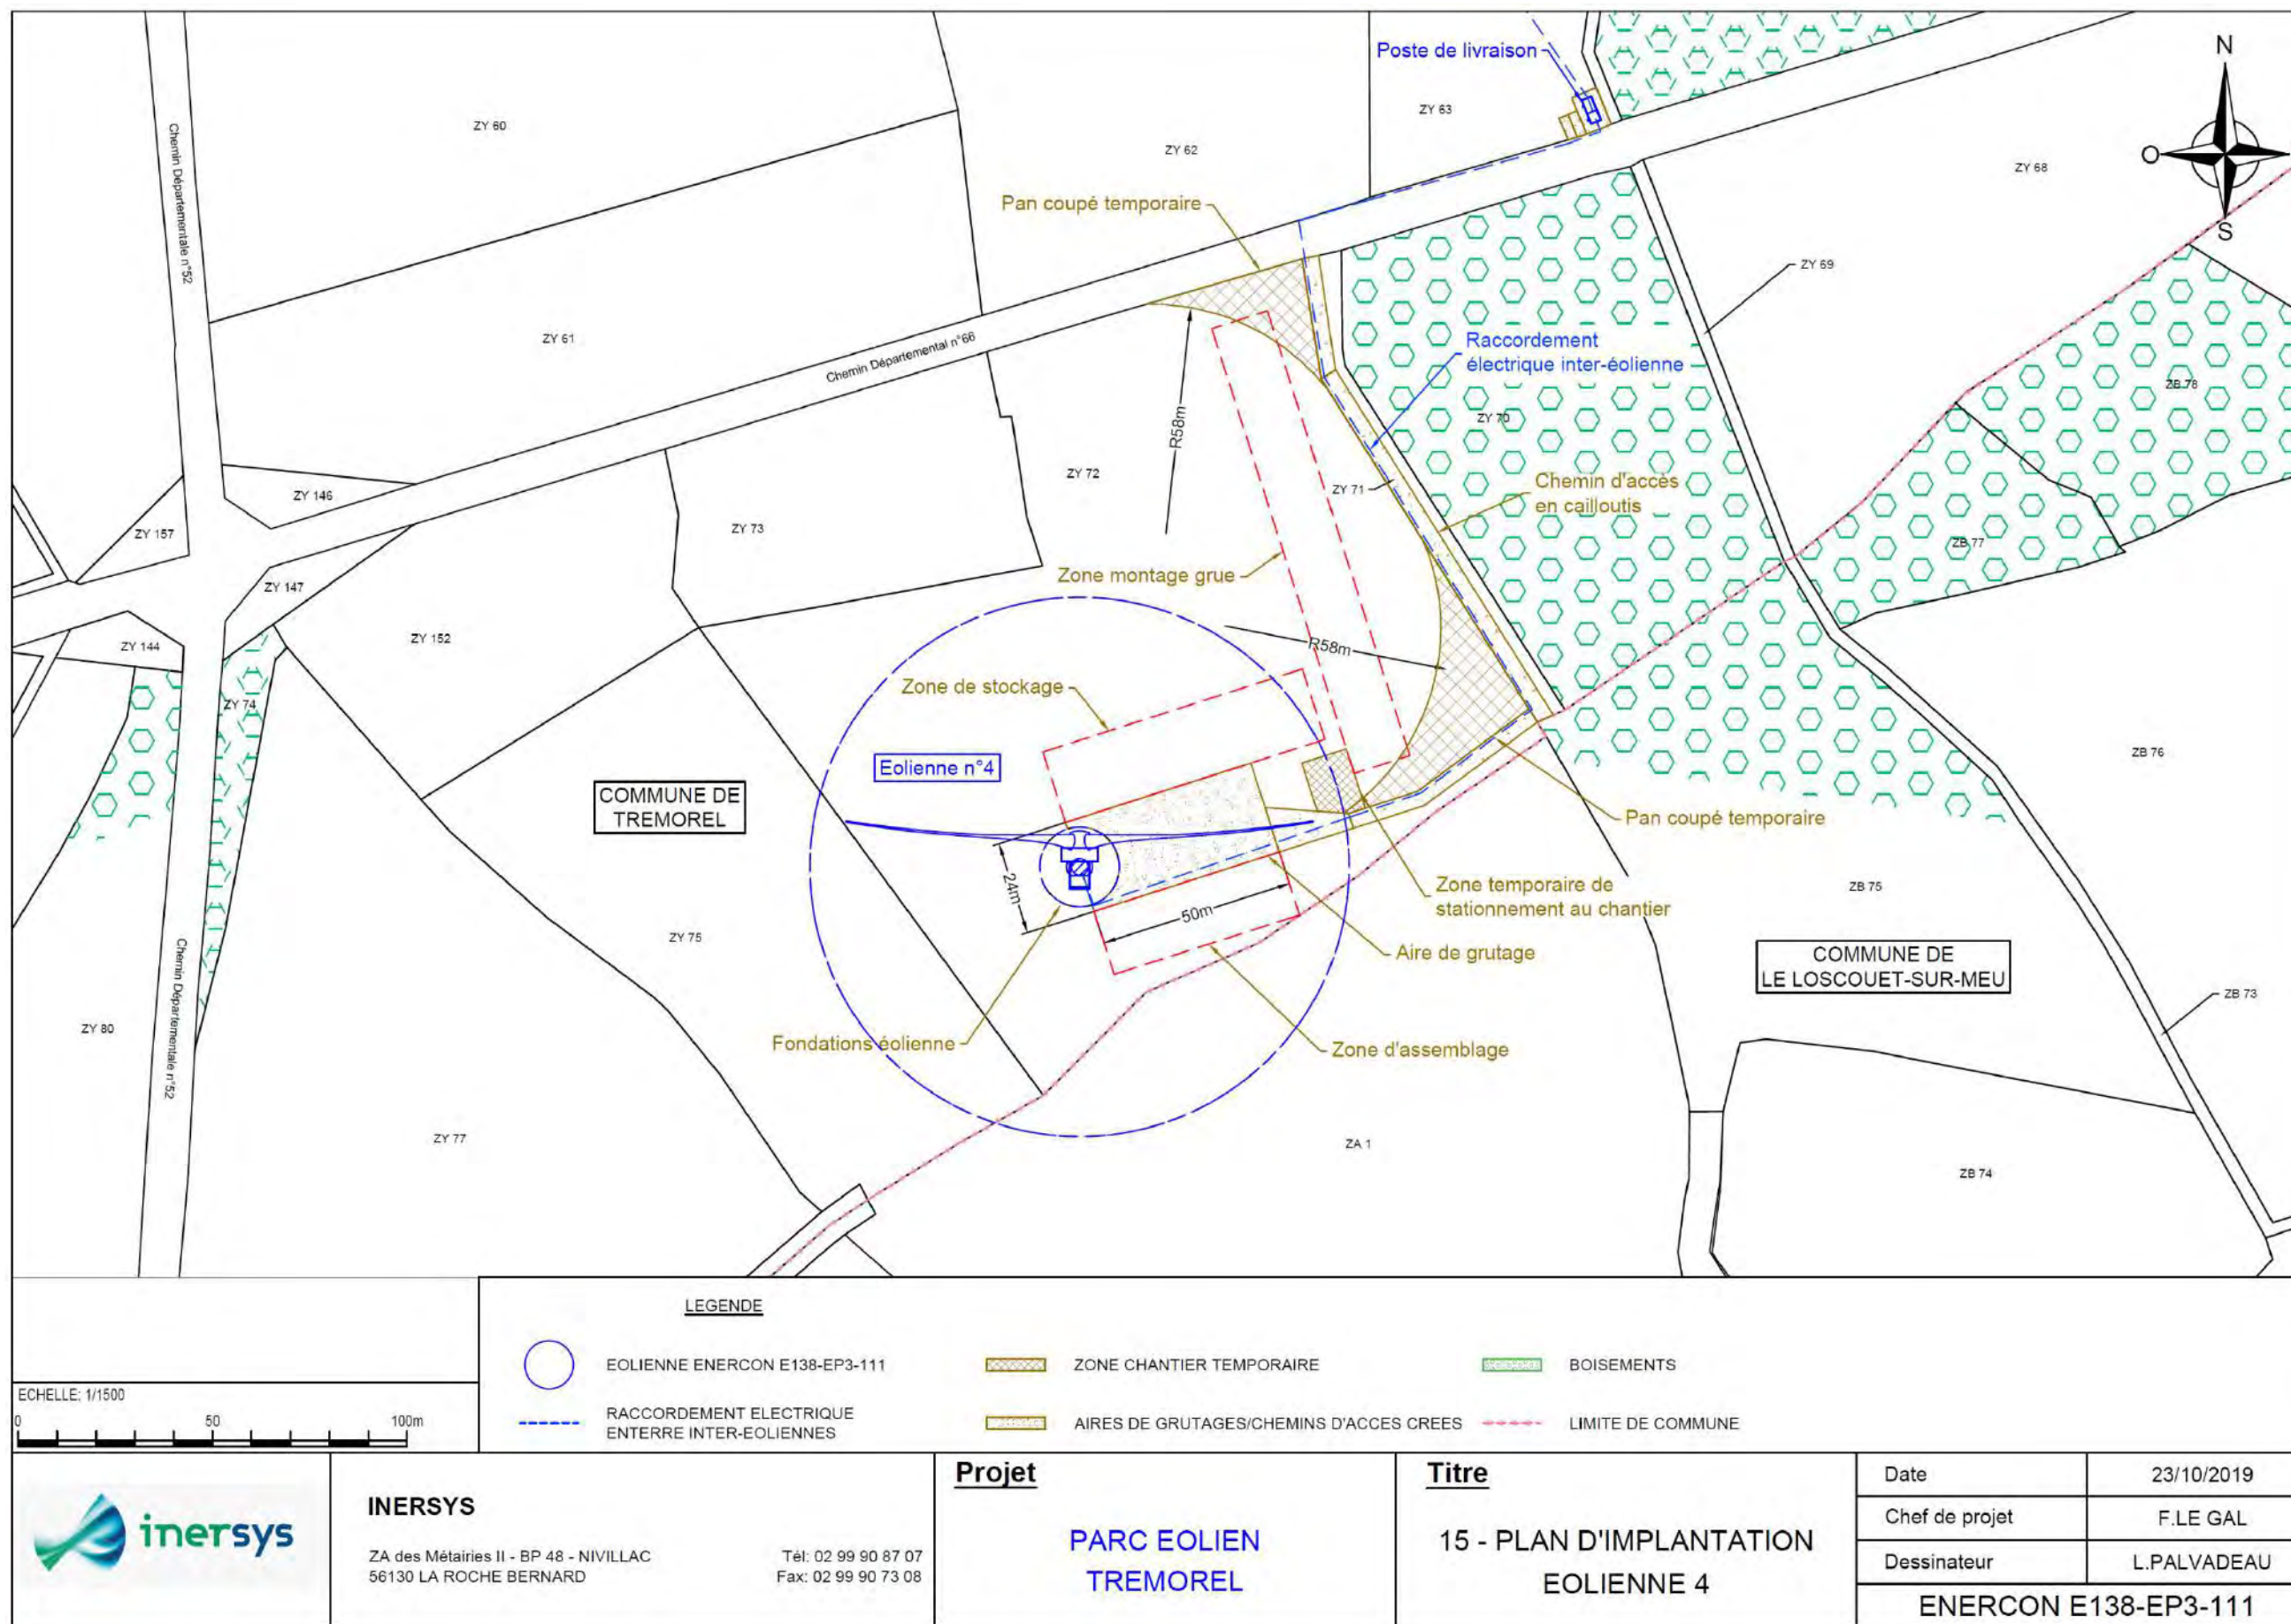 Poste de livraison
N
O
S
ZY 60
ZY 62
ZY 63
ZY 68
Chemin Départementale n°52
Pan coupé temporaire
ZY 69
ZY 61
Chemin Départemental n°66
Raccordement
électrique inter-éolienne
ZB 78
R58m
ZY 70
ZY 72
ZY 71
Chemin d'accès
en cailloutis
ZY 146
ZY 157
ZY 73
ZB 77
Zone montage grue
ZY 147
ZY 144
ZY 152
R58m
Zone de stockage
ZY 74
ZB 76
Eolienne n°4
COMMUNE DE
TREMOREL
Pan coupé temporaire
24m
50m
Zone temporaire de
stationnement au chantier
ZB 75
ZY 75
Aire de grutage
COMMUNE DE
LE LOSCOUET-SUR-MEU
Chemin Départementale n°52
ZB 73
ZY 80
Fondations éolienne
Zone d'assemblage
ZY 77
ZA 1
ZB 74
LEGENDE
EOLIENNE ENERCON E138-EP3-111
ZONE CHANTIER TEMPORAIRE
BOISEMENTS
RACCORDEMENT ELECTRIQUE
ENTERRE INTER-EOLIENNES
AIRES DE GRUTAGES/CHEMINS D'ACCES CREES
LIMITE DE COMMUNE
ECHELLE: 1/1500
0 50 100m
inersys
INERSYS
ZA des Métairies II - BP 48 - NIVILLAC
56130 LA ROCHE BERNARD
Tél: 02 99 90 87 07
Fax: 02 99 90 73 08
Projet
PARC EOLIEN
TREMOREL
Titre
15 - PLAN D'IMPLANTATION
EOLIENNE 4
Date 23/10/2019
Chef de projet F.LE GAL
Dessinateur L.PALVADEAU
ENERCON E138-EP3-111